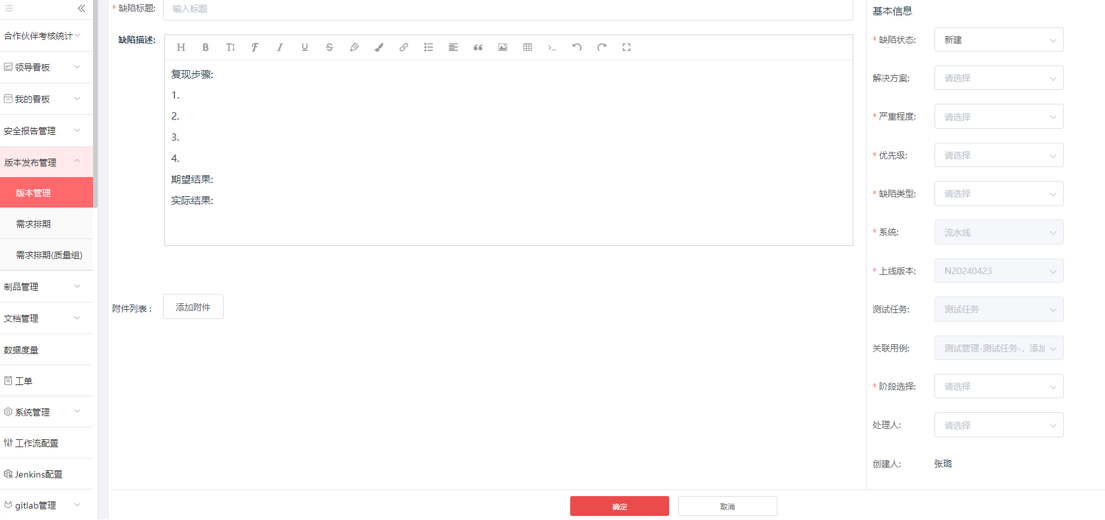 合作伙伴考核统计
领导看板
我的看板
安全报告管理
版本发布管理
版本管理
需求排期
需求排期(质量组)
制品管理
文档管理
数据度量
工单
系统管理
工作流配置
Jenkins配置
gitlab管理
* 缺陷标题: 输入标题
缺陷描述:
复现步骤:
1.
2.
3.
4.
期望结果:
实际结果:
附件列表： 添加附件
基本信息
* 缺陷状态: 新建
解决方案: 请选择
* 严重程度: 请选择
* 优先级: 请选择
* 缺陷类型: 请选择
* 系统: 流水线
* 上线版本: N20240423
测试任务: 测试任务
关联用例: 测试管理-测试任务-，添加
* 阶段选择: 请选择
处理人: 请选择
创建人: 张璐
确定 取消